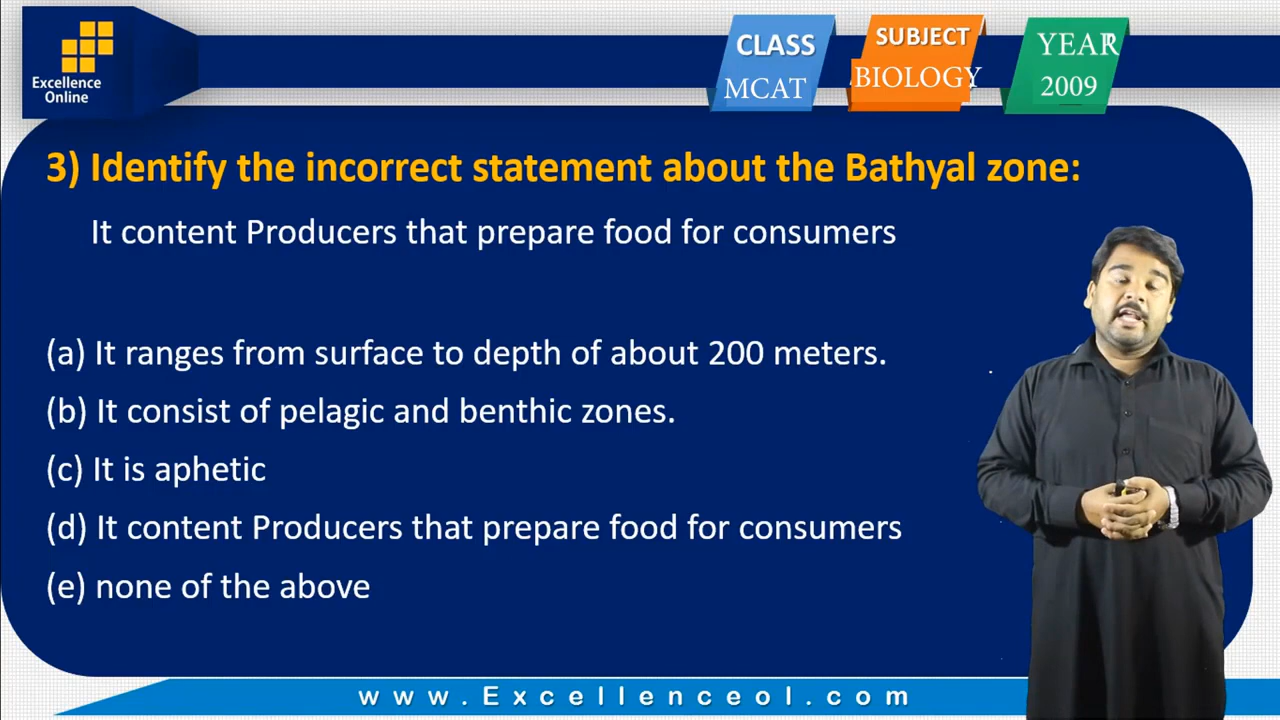 Excellence
Online
CLASS
MCAT
SUBJECT
BIOLOGY
YEAR
2009
3) Identify the incorrect statement about the Bathyal zone:
It content Producers that prepare food for consumers
(a) It ranges from surface to depth of about 200 meters.
(b) It consist of pelagic and benthic zones.
(c) It is aphetic
(d) It content Producers that prepare food for consumers
(e) none of the above
www.Excellenceol.com